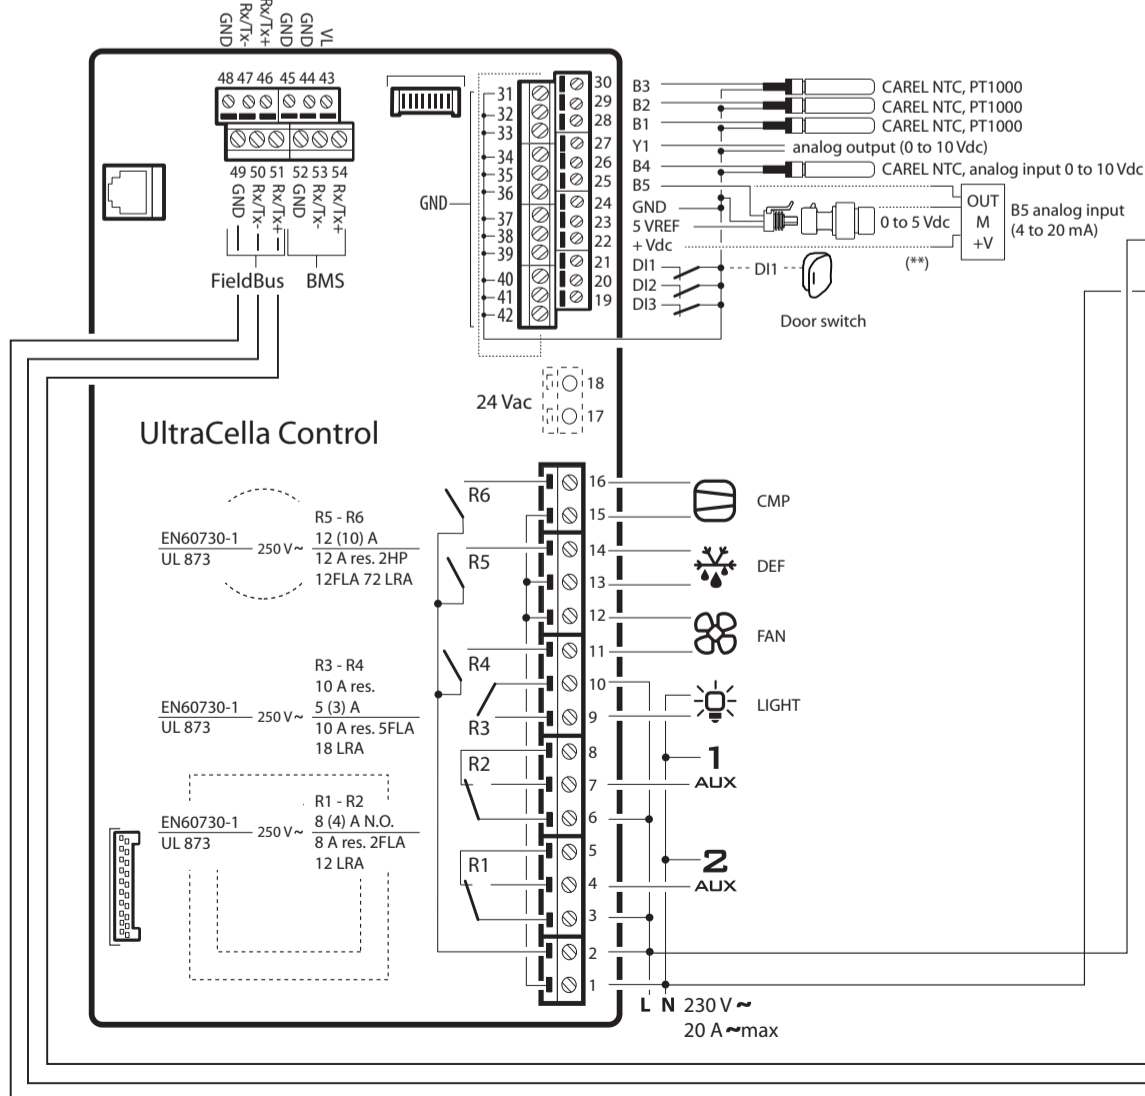 GND
Rx/Tx-
Rx/Tx+
GND
GND
VL
48 47 46 45 44 43
49 50 51 52 53 54
GND
Rx/Tx-
Rx/Tx+
GND
Rx/Tx-
Rx/Tx+
FieldBus BMS
GND
31
32
33
34
35
36
37
38
39
40
41
42
30
29
28
27
26
25
24
23
22
21
20
19
B3
B2
B1
Y1
B4
B5
GND
5 VREF
+ Vdc
DI1
DI2
DI3
CAREL NTC, PT1000
CAREL NTC, PT1000
CAREL NTC, PT1000
analog output (0 to 10 Vdc)
CAREL NTC, analog input 0 to 10 Vdc
0 to 5 Vdc
OUT
M
+V
B5 analog input
(4 to 20 mA)
(**)
DI1
Door switch
24 Vac
18
17
UltraCella Control
EN60730-1
UL 873
250 V~
R5 - R6
12 (10) A
12 A res. 2HP
12FLA 72 LRA
EN60730-1
UL 873
250 V~
R3 - R4
10 A res.
5 (3) A
10 A res. 5FLA
18 LRA
EN60730-1
UL 873
250 V~
R1 - R2
8 (4) A N.O.
8 A res. 2FLA
12 LRA
R6
R5
R4
R3
R2
R1
16
15
14
13
12
11
10
9
8
7
6
5
4
3
2
1
CMP
DEF
FAN
LIGHT
1
AUX
2
AUX
L N 230 V ~
20 A ~max